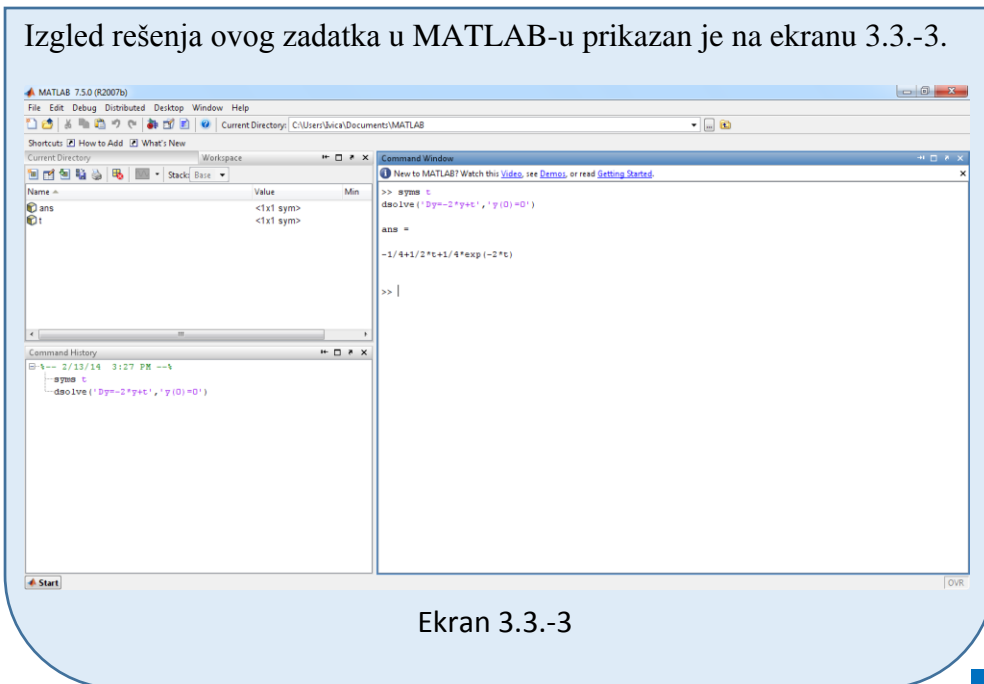 Izgled rešenja ovog zadatka u MATLAB-u prikazan je na ekranu 3.3.-3.
MATLAB 7.5.0 (R2007b)
File Edit Debug Distributed Desktop Window Help
Current Directory: C:\Users\Ivica\Documents\MATLAB
Shortcuts How to Add What's New
Current Directory Workspace
Stack: Base
Name Value Min
ans <1x1 sym>
t <1x1 sym>
Command History
%-- 2/13/14 3:27 PM --%
syms t
dsolve('Dy=-2*y+t','y(0)=0')
Command Window
New to MATLAB? Watch this Video, see Demos, or read Getting Started.
>> syms t
dsolve('Dy=-2*y+t','y(0)=0')
ans =
-1/4+1/2*t+1/4*exp(-2*t)
>>
Start
OVR
Ekran 3.3.-3